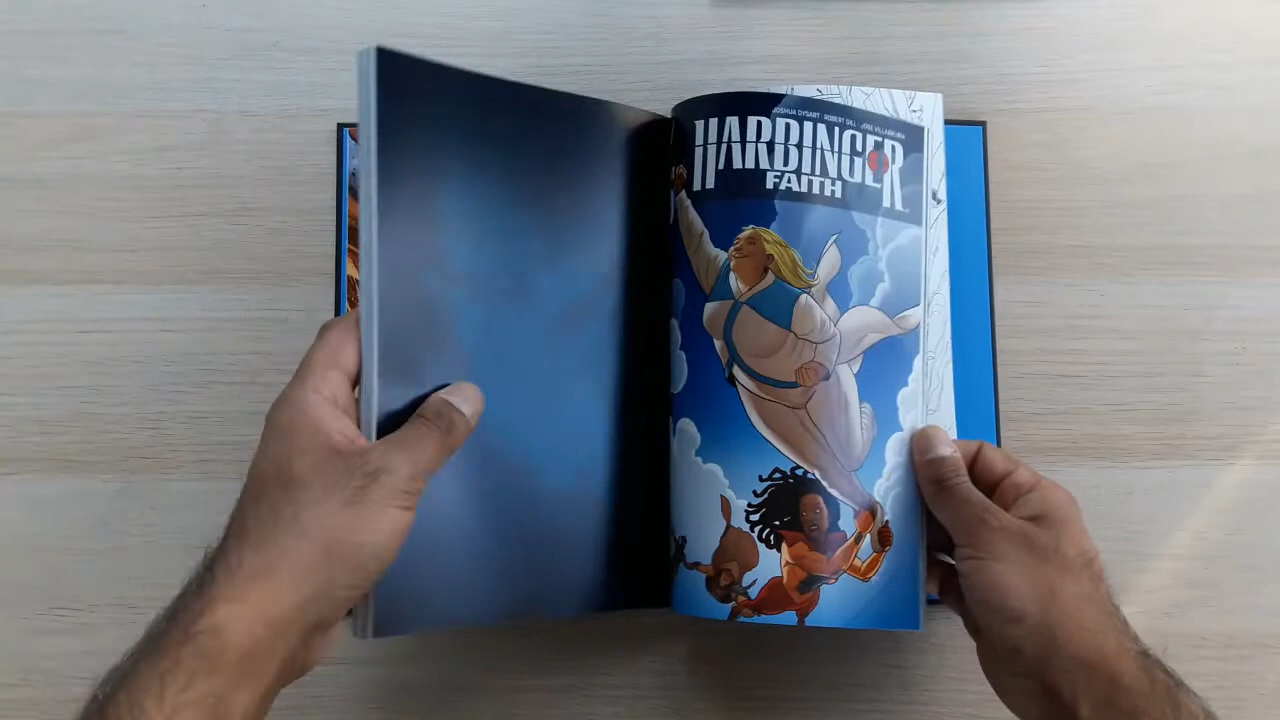 JOSHUA DYSART | ROBERT GILL | JOSE VILLARRUBIA
HARBINGER
FAITH